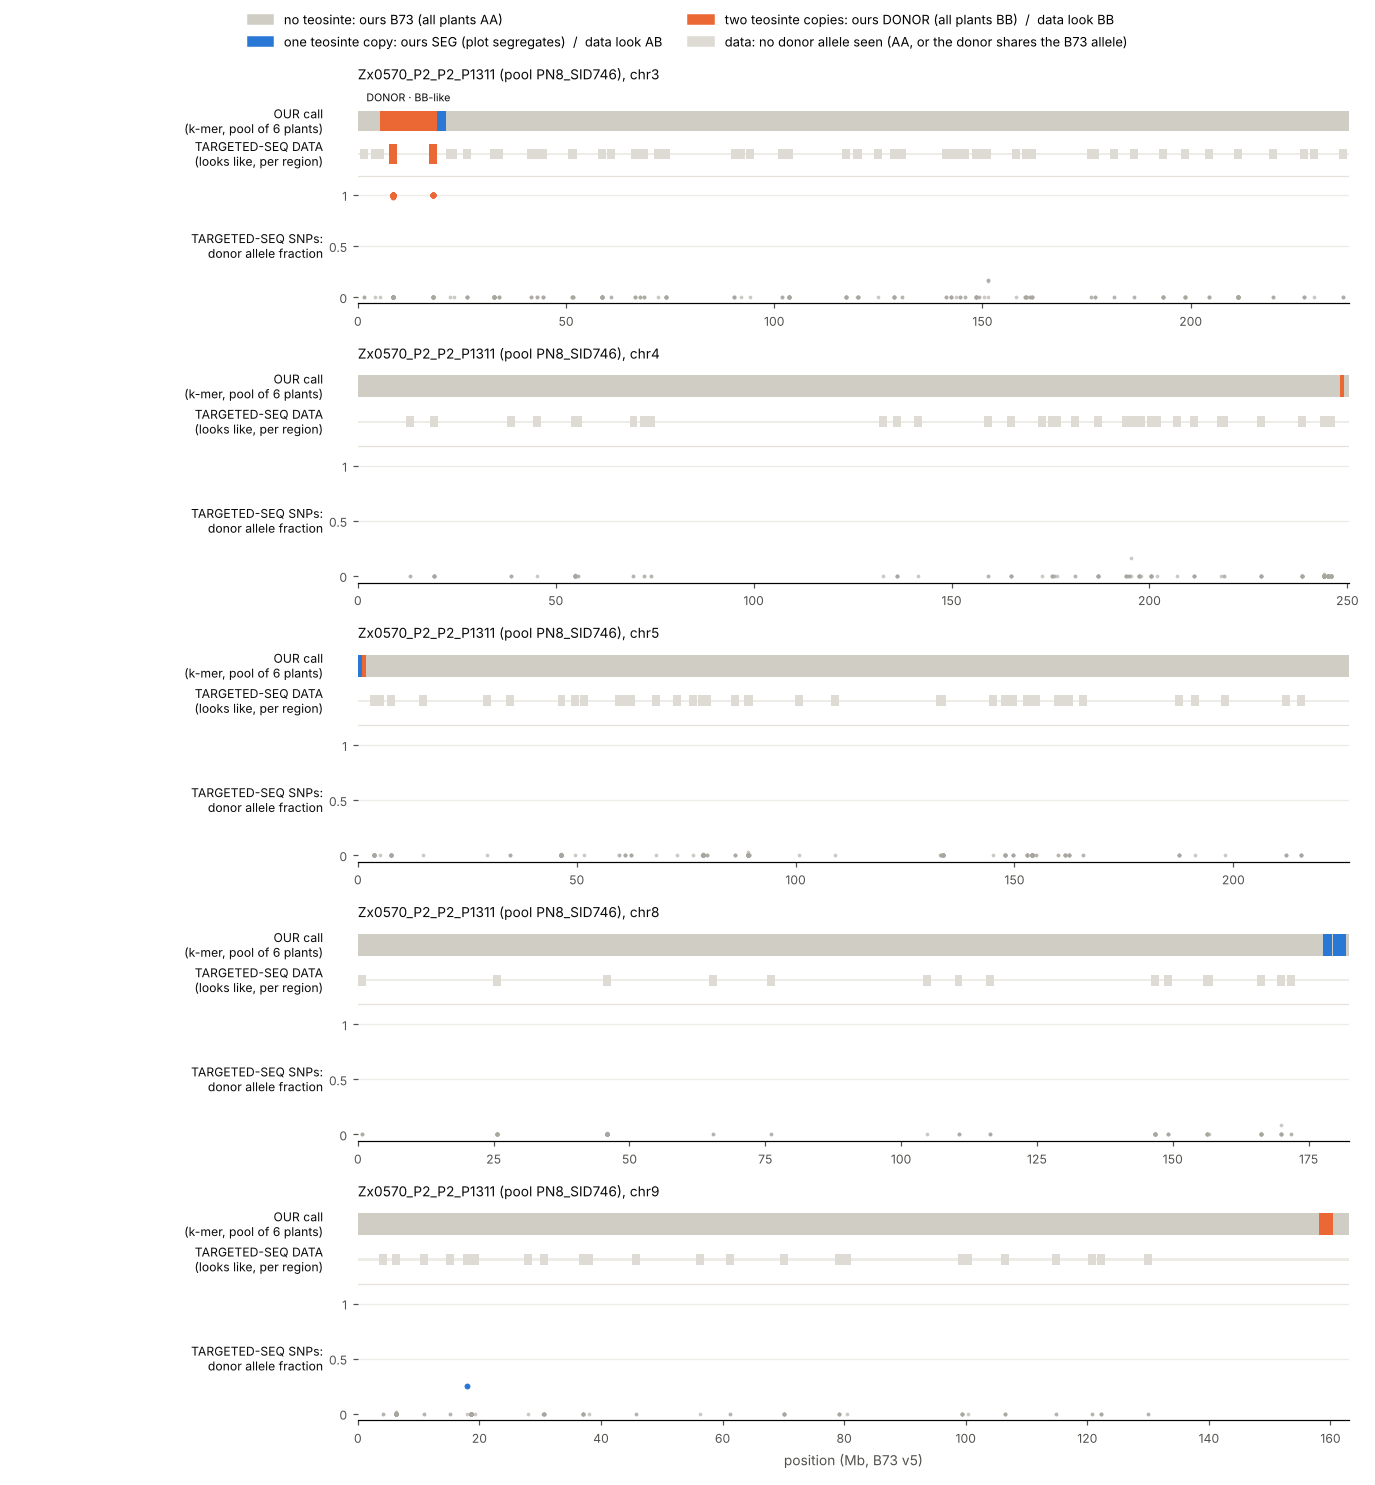 no teosinte: ours B73 (all plants AA)
two teosinte copies: ours DONOR (all plants BB)  /  data look BB
one teosinte copy: ours SEG (plot segregates)  /  data look AB
data: no donor allele seen (AA, or the donor shares the B73 allele)
Zx0570_P2_P2_P1311 (pool PN8_SID746), chr3
DONOR · BB-like
OUR call
(k-mer, pool of 6 plants)
TARGETED-SEQ DATA
(looks like, per region)
1
TARGETED-SEQ SNPs:
donor allele fraction
0.5
0
0 50 100 150 200
Zx0570_P2_P2_P1311 (pool PN8_SID746), chr4
OUR call
(k-mer, pool of 6 plants)
TARGETED-SEQ DATA
(looks like, per region)
1
TARGETED-SEQ SNPs:
donor allele fraction
0.5
0
0 50 100 150 200 250
Zx0570_P2_P2_P1311 (pool PN8_SID746), chr5
OUR call
(k-mer, pool of 6 plants)
TARGETED-SEQ DATA
(looks like, per region)
1
TARGETED-SEQ SNPs:
donor allele fraction
0.5
0
0 50 100 150 200
Zx0570_P2_P2_P1311 (pool PN8_SID746), chr8
OUR call
(k-mer, pool of 6 plants)
TARGETED-SEQ DATA
(looks like, per region)
1
TARGETED-SEQ SNPs:
donor allele fraction
0.5
0
0 25 50 75 100 125 150 175
Zx0570_P2_P2_P1311 (pool PN8_SID746), chr9
OUR call
(k-mer, pool of 6 plants)
TARGETED-SEQ DATA
(looks like, per region)
1
TARGETED-SEQ SNPs:
donor allele fraction
0.5
0
0 20 40 60 80 100 120 140 160
position (Mb, B73 v5)